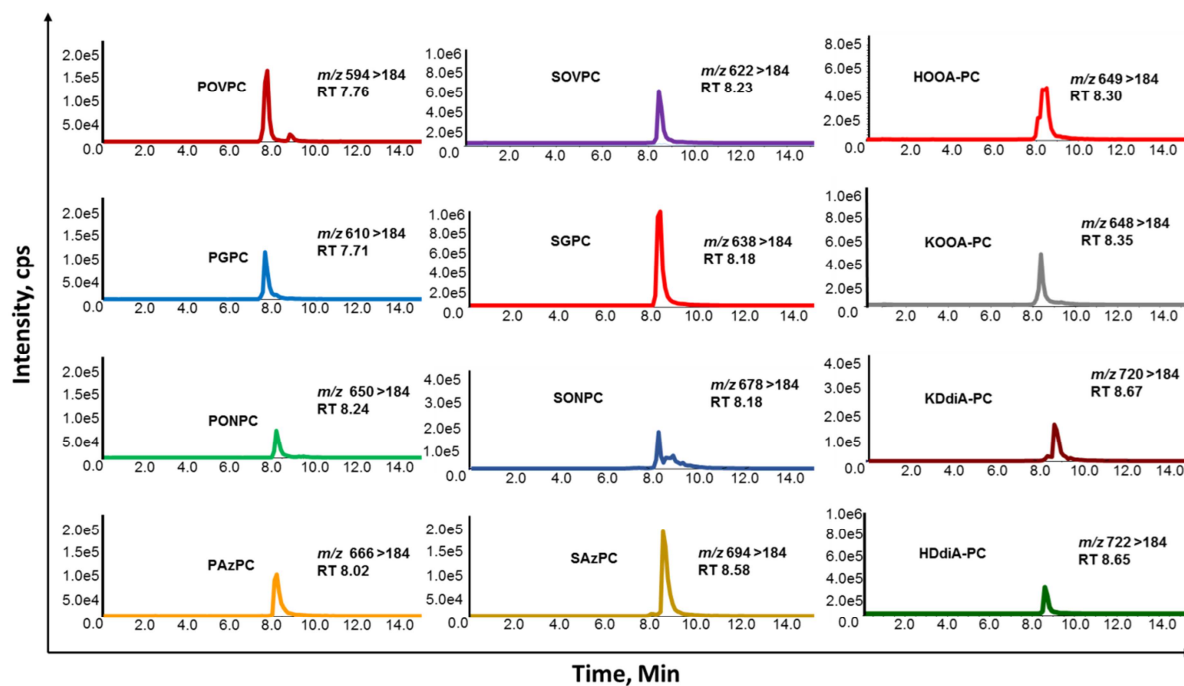 Intensity, cps
2.0e5
1.5e5
1.0e5
5.0e4
0.0
2.0 4.0 6.0 8.0 10.0 12.0 14.0
POVPC
m/z 594 >184
RT 7.76
1.0e6
8.0e5
6.0e5
4.0e5
2.0e5
0.0
2.0 4.0 6.0 8.0 10.0 12.0 14.0
SOVPC
m/z 622 >184
RT 8.23
8.0e5
6.0e5
4.0e5
2.0e5
0.0
2.0 4.0 6.0 8.0 10.0 12.0 14.0
HOOA-PC
m/z 649 >184
RT 8.30
2.0e5
1.5e5
1.0e5
5.0e4
0.0
2.0 4.0 6.0 8.0 10.0 12.0 14.0
PGPC
m/z 610 >184
RT 7.71
1.0e6
8.0e5
6.0e5
4.0e5
2.0e5
0.0
2.0 4.0 6.0 8.0 10.0 12.0 14.0
SGPC
m/z 638 >184
RT 8.18
8.0e5
6.0e5
4.0e5
2.0e5
0.0
2.0 4.0 6.0 8.0 10.0 12.0 14.0
KOOA-PC
m/z 648 >184
RT 8.35
2.0e5
1.5e5
1.0e5
5.0e4
0.0
2.0 4.0 6.0 8.0 10.0 12.0 14.0
PONPC
m/z 650 >184
RT 8.24
4.0e5
3.0e5
2.0e5
1.0e5
0.0
2.0 4.0 6.0 8.0 10.0 12.0 14.0
SONPC
m/z 678 >184
RT 8.18
4.0e5
3.0e5
2.0e5
1.0e5
0.0
2.0 4.0 6.0 8.0 10.0 12.0 14.0
KDdiA-PC
m/z 720 >184
RT 8.67
2.0e5
1.5e5
1.0e5
5.0e4
0.0
2.0 4.0 6.0 8.0 10.0 12.0 14.0
PAzPC
m/z 666 >184
RT 8.02
2.0e5
1.5e5
1.0e5
5.0e4
0.0
2.0 4.0 6.0 8.0 10.0 12.0 14.0
SAzPC
m/z 694 >184
RT 8.58
1.0e6
8.0e5
6.0e5
4.0e5
2.0e5
0.0
2.0 4.0 6.0 8.0 10.0 12.0 14.0
HDdiA-PC
m/z 722 >184
RT 8.65
Time, Min